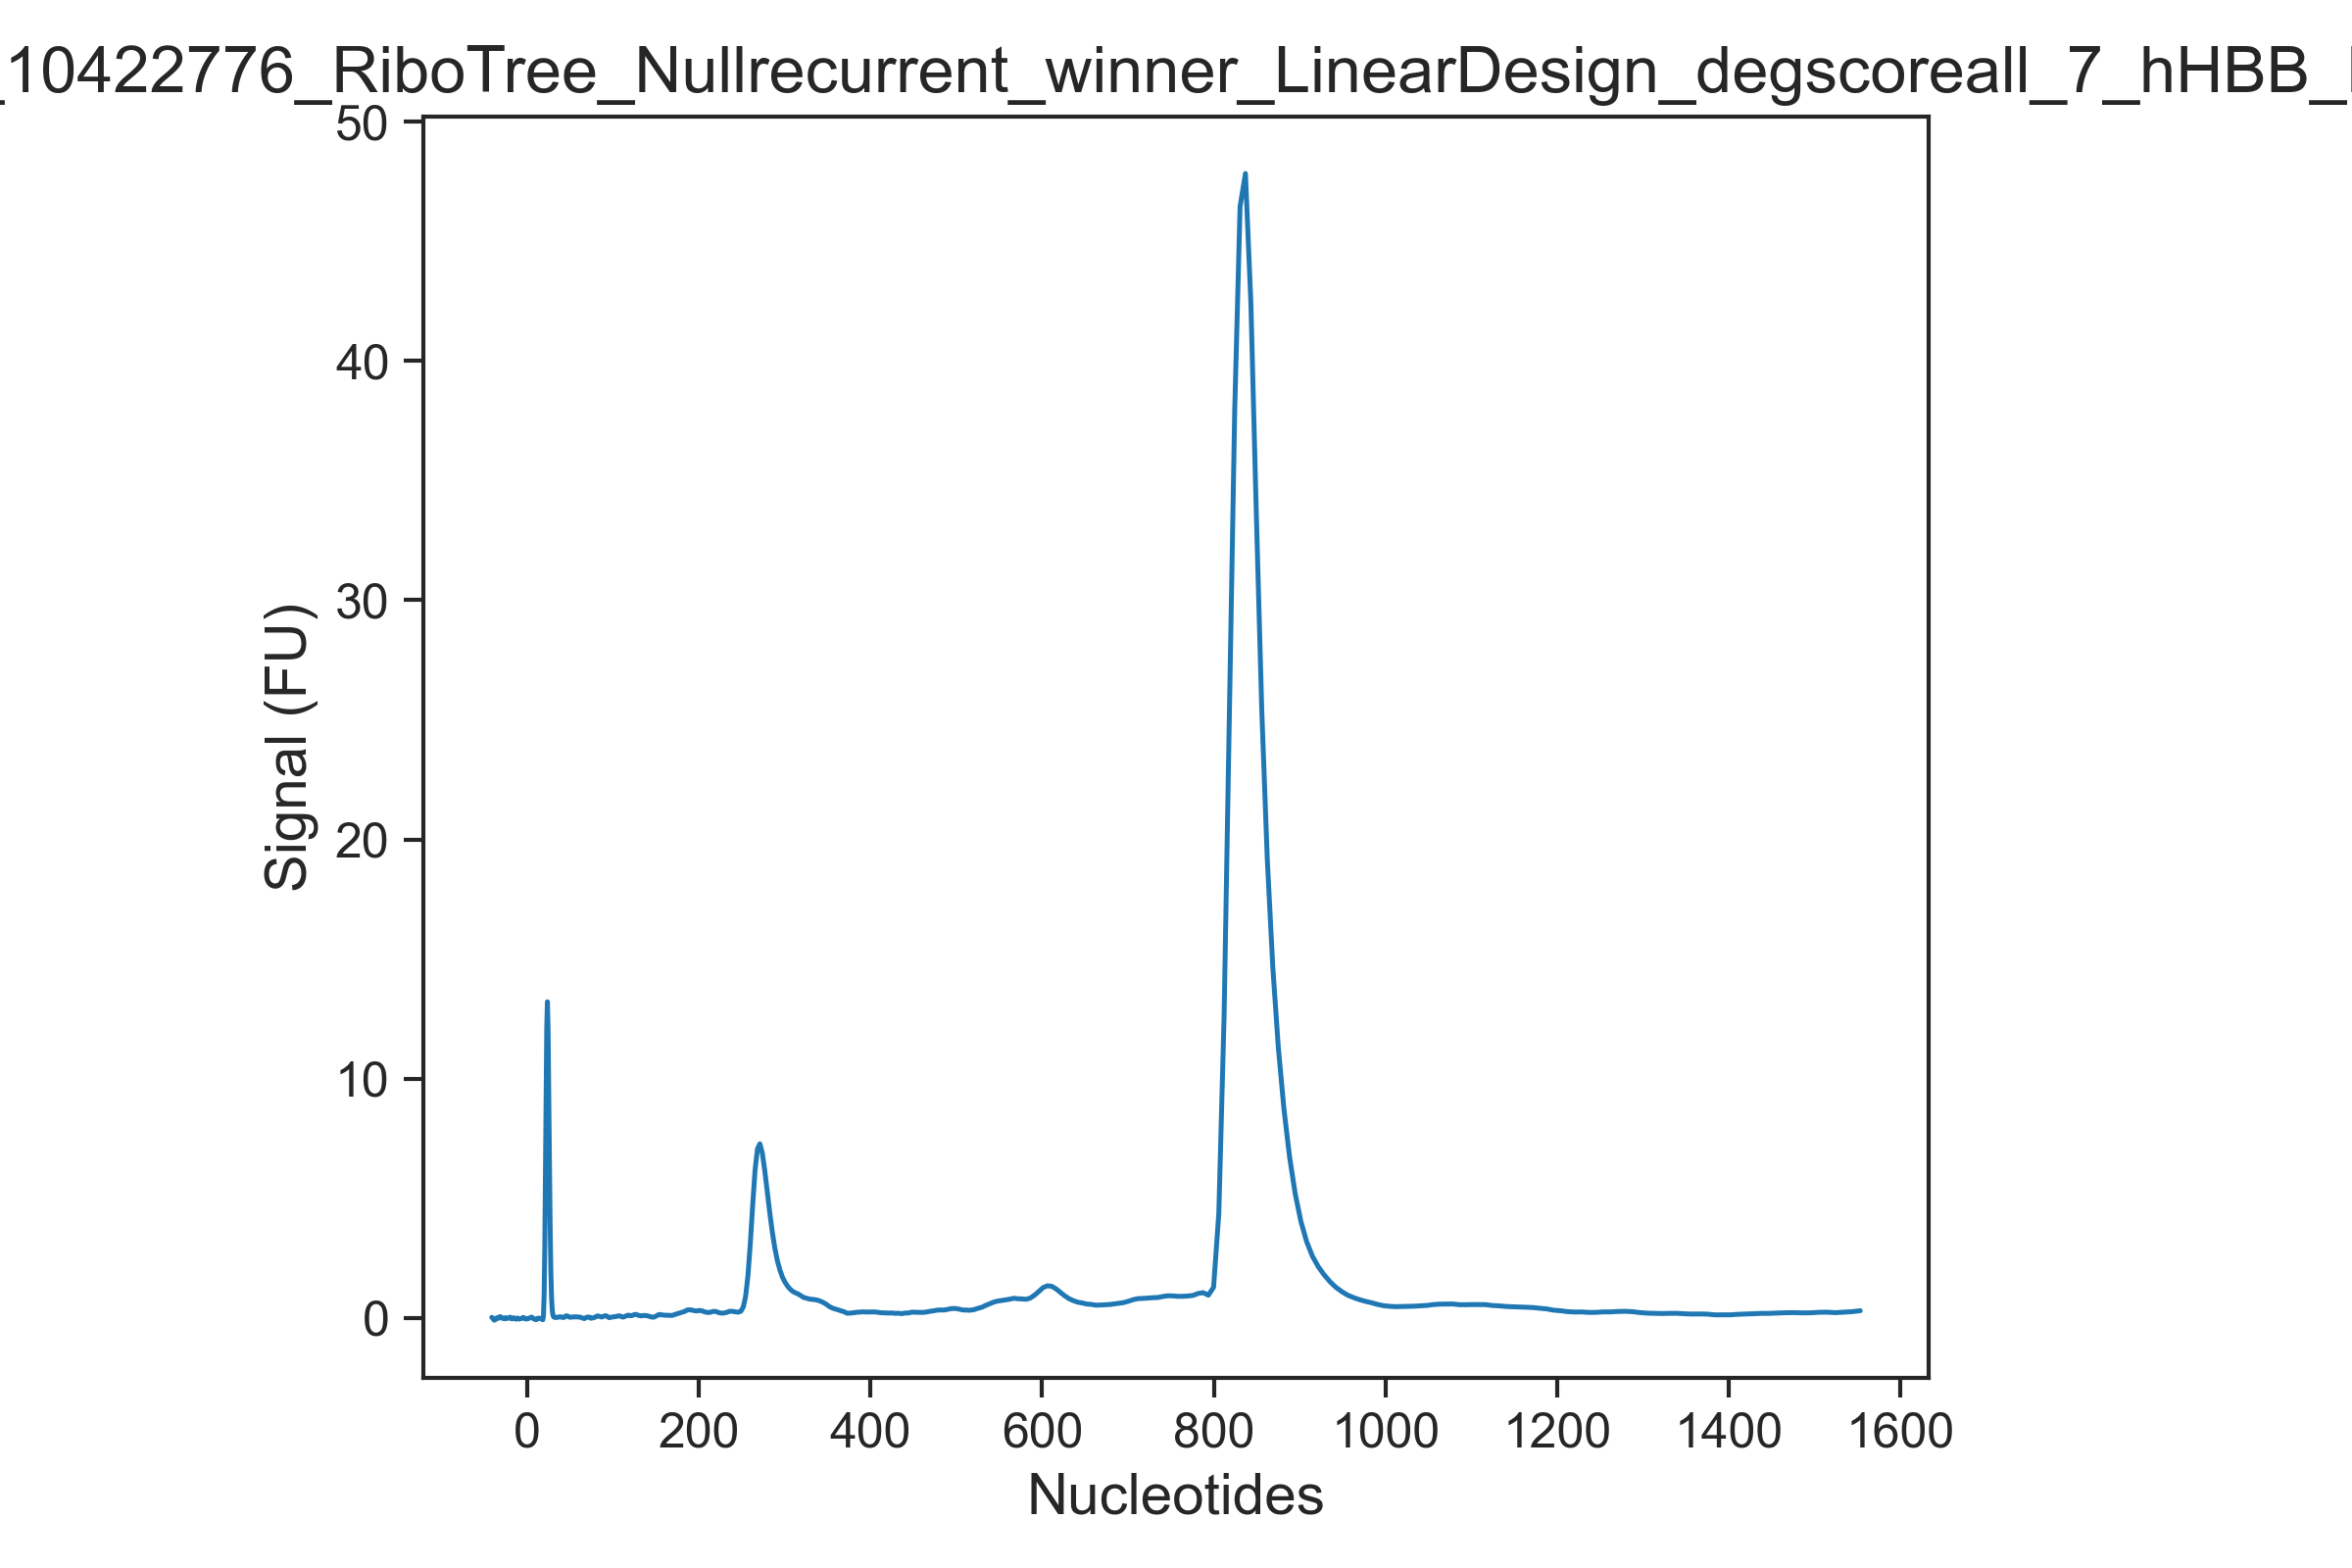 _10422776_RiboTree_Nullrecurrent_winner_LinearDesign_degscoreall_7_hHBB_
50
40
30
20
10
0
Signal (FU)
0 200 400 600 800 1000 1200 1400 1600
Nucleotides